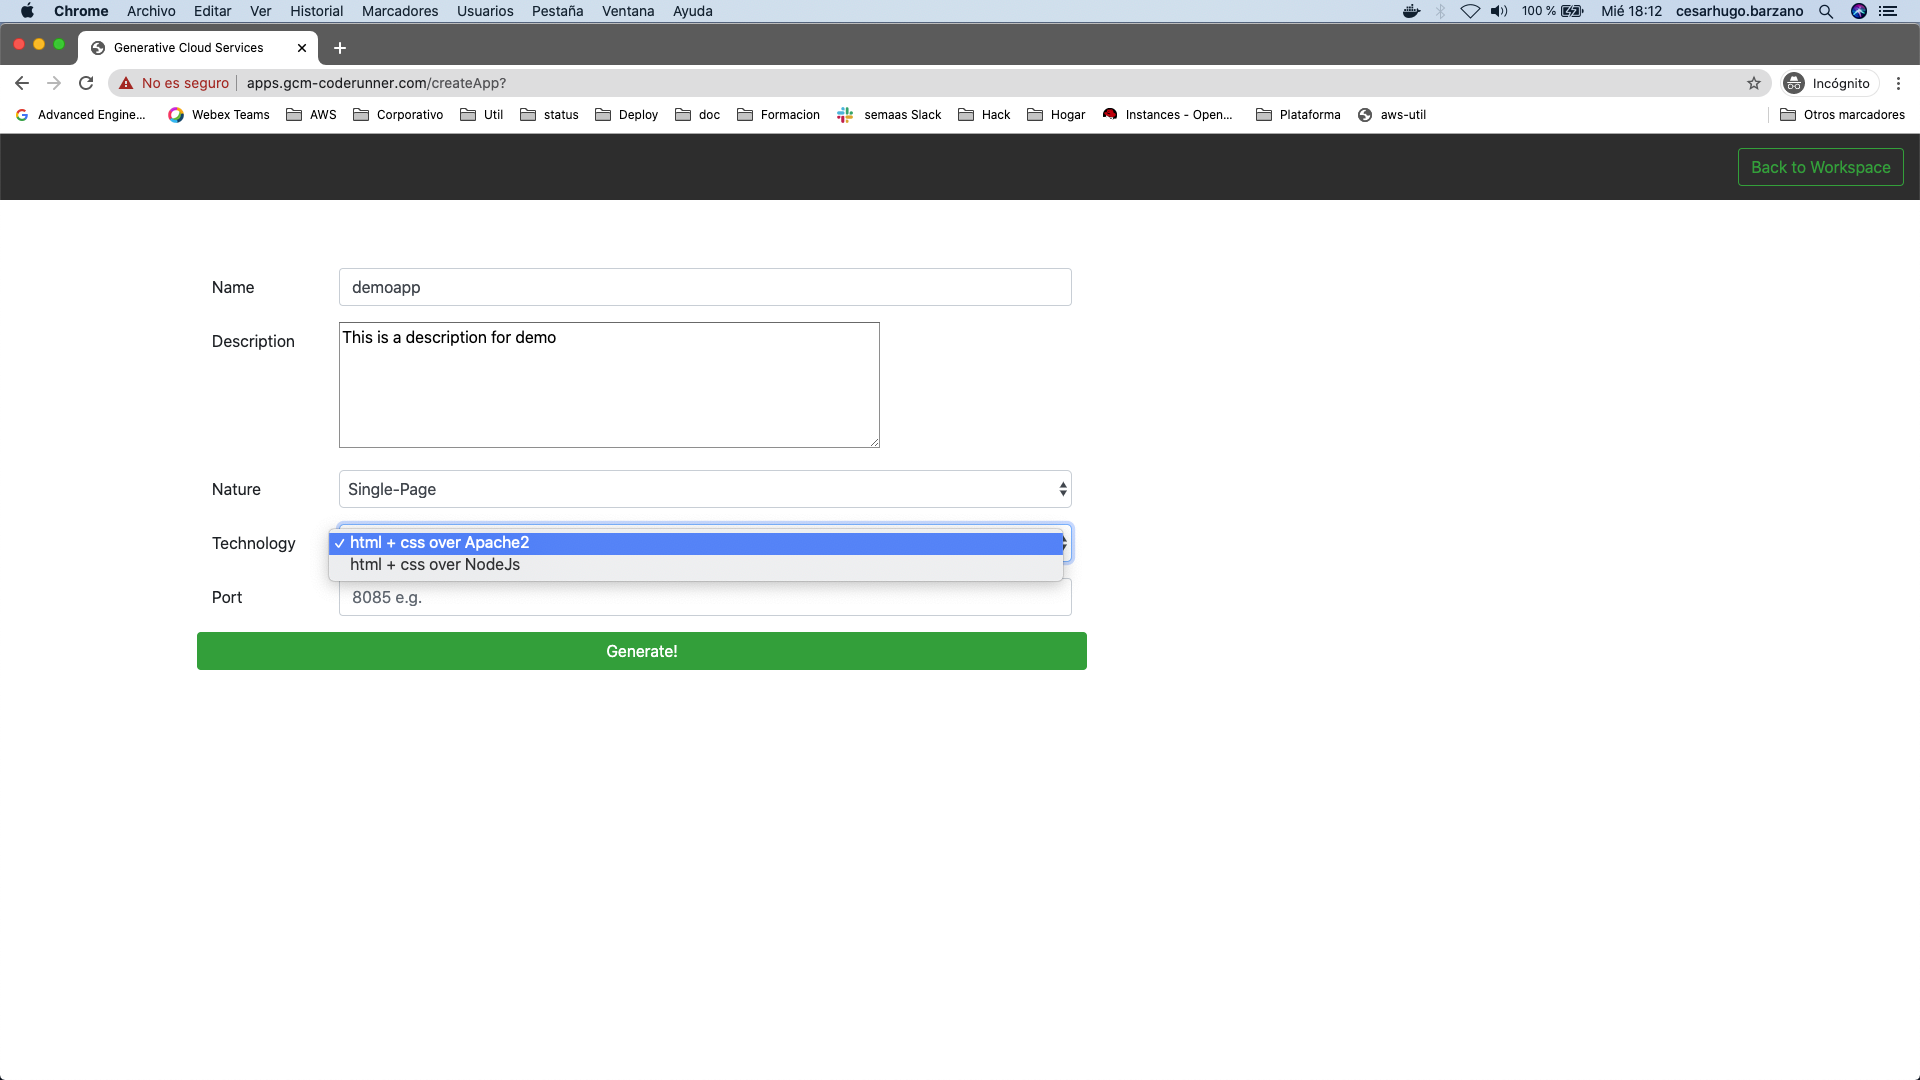 Chrome Archivo Editar Ver Historial Marcadores Usuarios Pestaña Ventana Ayuda 100 % Mié 18:12 cesarhugo.barzano
Generative Cloud Services
No es seguro apps.gcm-coderunner.com/createApp? Incógnito
Advanced Engine... Webex Teams AWS Corporativo Util status Deploy doc Formacion semaas Slack Hack Hogar Instances - Open... Plataforma aws-util Otros marcadores
Back to Workspace
Name demoapp
Description This is a description for demo
Nature Single-Page
Technology ✓ html + css over Apache2
html + css over NodeJs
Port 8085 e.g.
Generate!